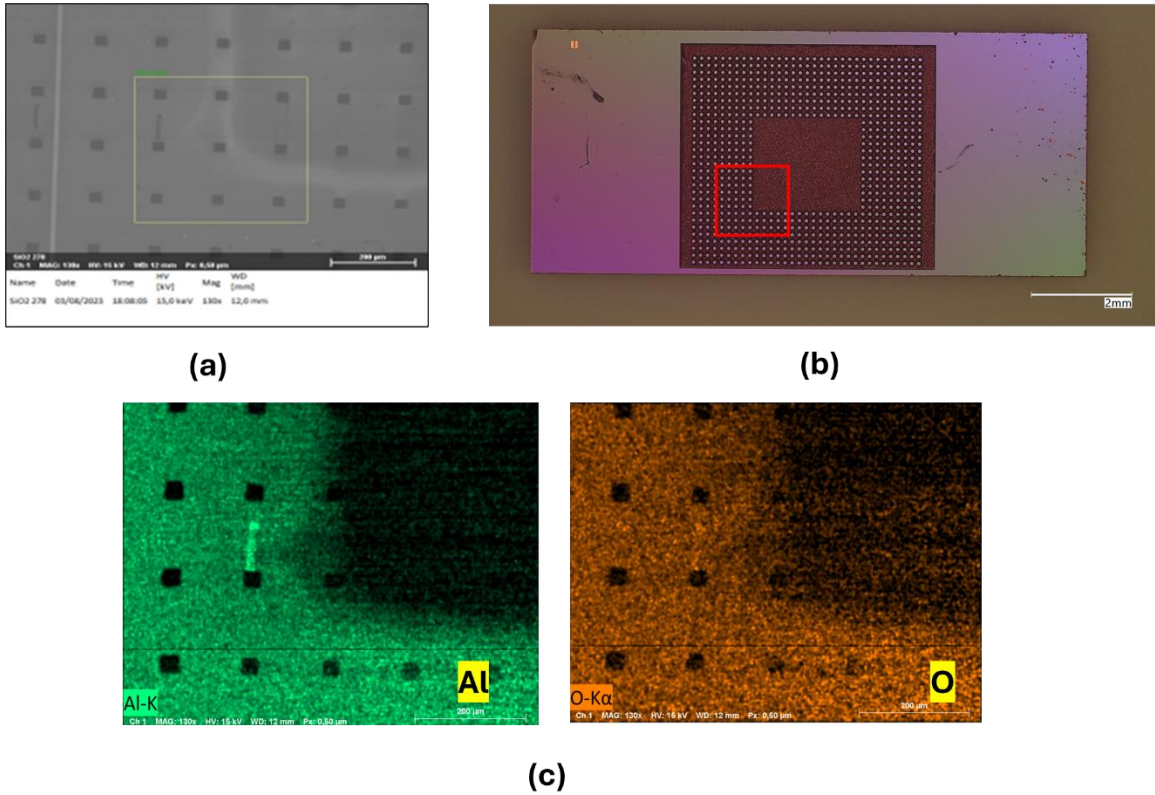 SiO2 278
Ch 1 MAG: 130x HV: 15 kV WD: 12 mm Px: 0,50 µm
200 µm
Name Date Time HV [kV] Mag WD [mm]
SiO2 278 03/08/2023 18:08:05 15,0 keV 130x 12,0 mm
2mm
(a)
(b)
Al
Al-K
Ch 1 MAG: 130x HV: 15 kV WD: 12 mm Px: 0,50 µm
200 µm
O
O-Kα
Ch 1 MAG: 130x HV: 15 kV WD: 12 mm Px: 0,50 µm
200 µm
(c)